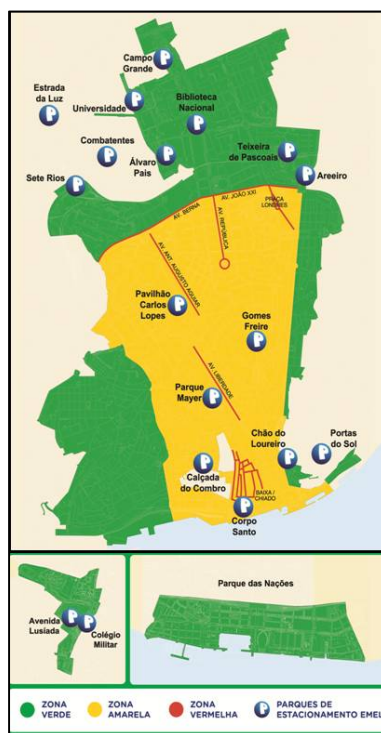 Campo
Grande
Estrada
da Luz
Universidade
Biblioteca
Nacional
Combatentes
Álvaro
Pais
Teixeira
de Pascoais
Areeiro
Sete Rios
AV. BERNA
AV. JOÃO XXI
PRAÇA
LONDRES
AV. REPÚBLICA
AV. ANT. AUGUSTO AGUIAR
Pavilhão
Carlos
Lopes
Gomes
Freire
AV. LIBERDADE
Parque
Mayer
Chão do
Loureiro
Portas
do Sol
Calçada
do Combro
BAIXA /
CHIADO
Corpo
Santo
Avenida
Lusíada
Colégio
Militar
Parque das Nações
ZONA
VERDE
ZONA
AMARELA
ZONA
VERMELHA
PARQUES DE
ESTACIONAMENTO EMEL